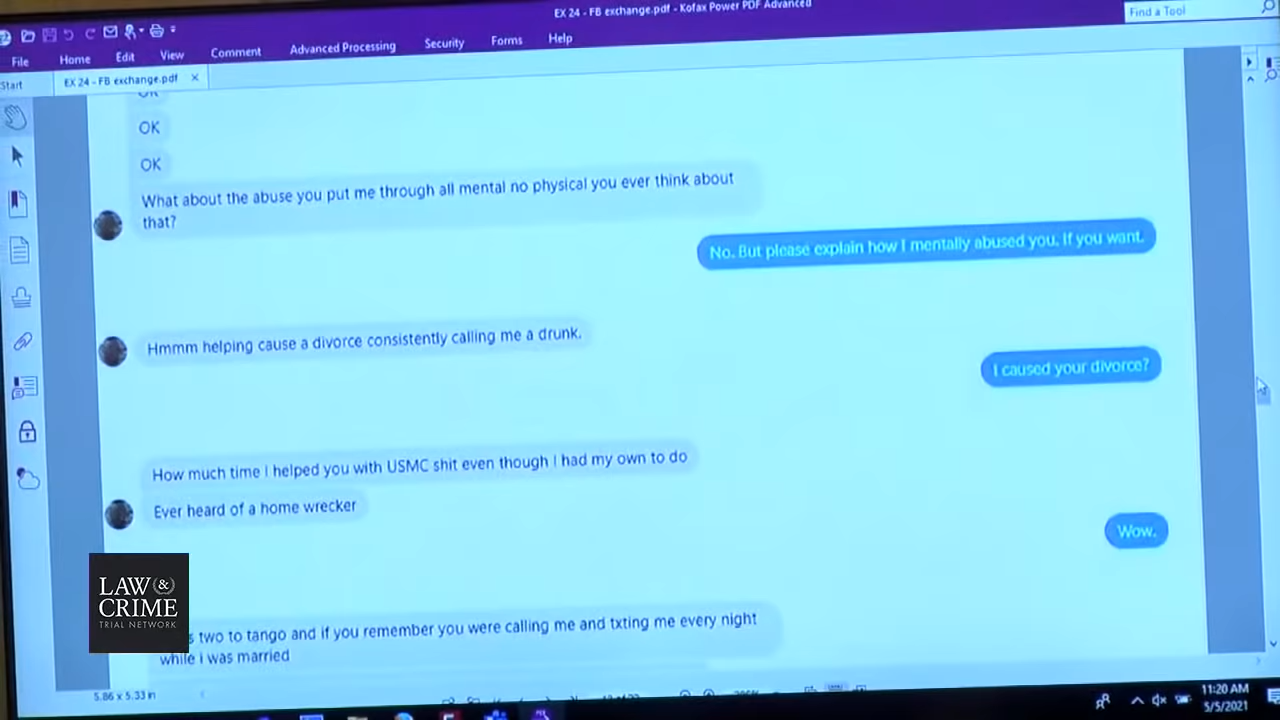 EX 24 - FB exchange.pdf - Kofax Power PDF Advanced
Find a Tool
File Home Edit View Comment Advanced Processing Security Forms Help
Start
EX 24 - FB exchange.pdf
OK
OK
OK
What about the abuse you put me through all mental no physical you ever think about
that?
No. But please explain how I mentally abused you. If you want.
Hmmm helping cause a divorce consistently calling me a drunk.
I caused your divorce?
How much time I helped you with USMC shit even though I had my own to do
Ever heard of a home wrecker
Wow.
two to tango and if you remember you were calling me and txting me every night
while i was married
LAW &
CRIME
TRIAL NETWORK
5.86 x 5.33 in
11:20 AM
5/5/2021